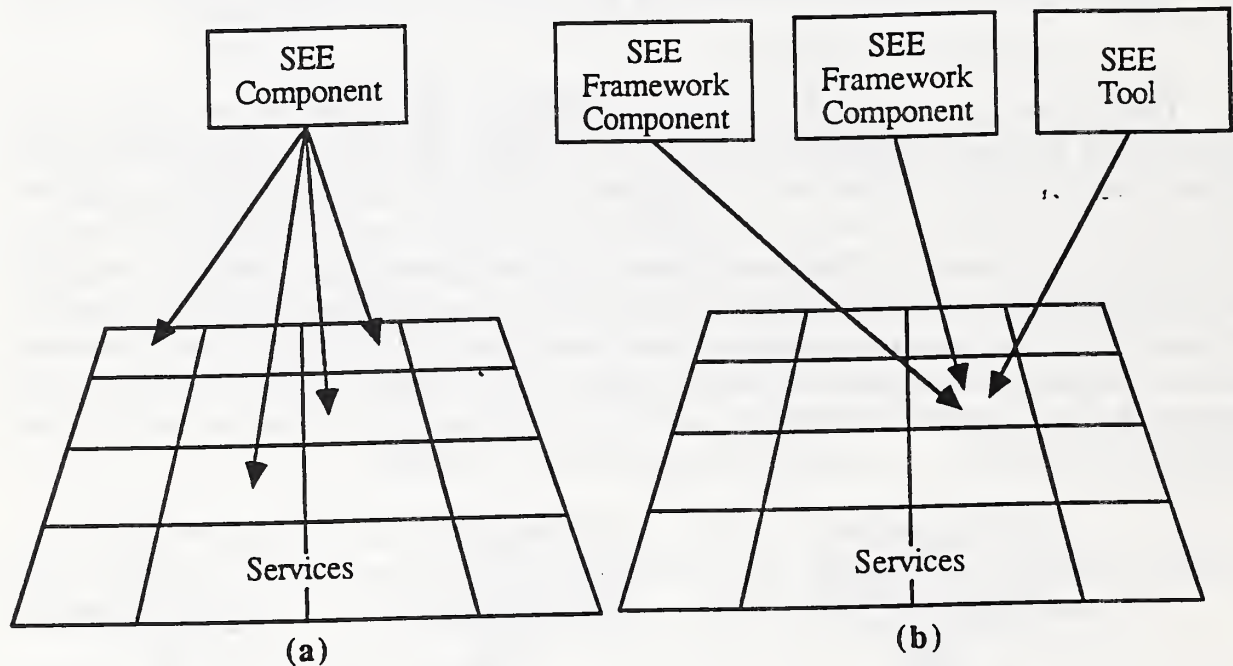 SEE
Component
SEE
Framework
Component
SEE
Framework
Component
SEE
Tool
Services
Services
(a)
(b)